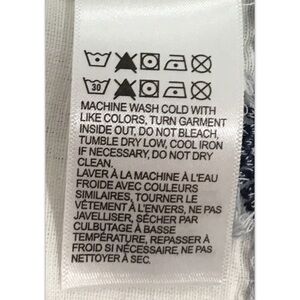 30
MACHINE WASH COLD WITH
LIKE COLORS, TURN GARMENT
INSIDE OUT, DO NOT BLEACH,
TUMBLE DRY LOW, COOL IRON
IF NECESSARY, DO NOT DRY
CLEAN.
LAVER À LA MACHINE À L'EAU
FROIDE AVEC COULEURS
SIMILAIRES, TOURNER LE
VÊTEMENT À L'ENVERS, NE PAS
JAVELLISER, SÉCHER PAR
CULBUTAGE À BASSE
TEMPÉRATURE, REPASSER À
FROID SI NÉCESSAIRE, NE PAS
NETTOYER À SEC.